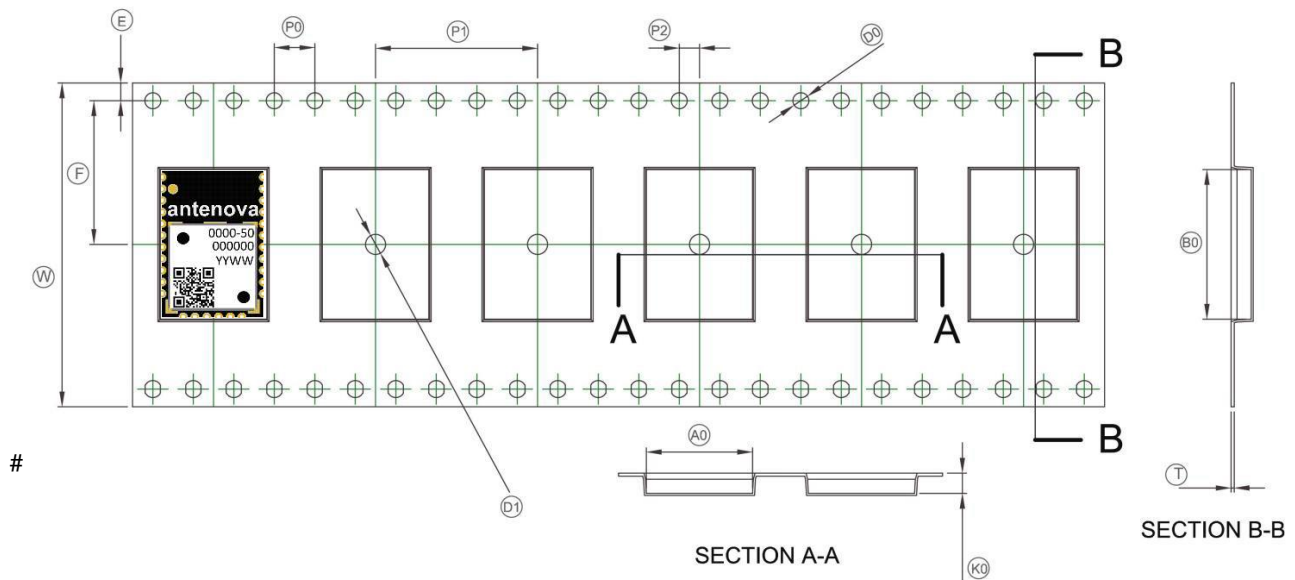 E
P0
P1
P2
D0
B
F
antenova
0000-50
000000
YYWW
W
B0
A
A
B
A0
#
T
D1
SECTION B-B
SECTION A-A
K0